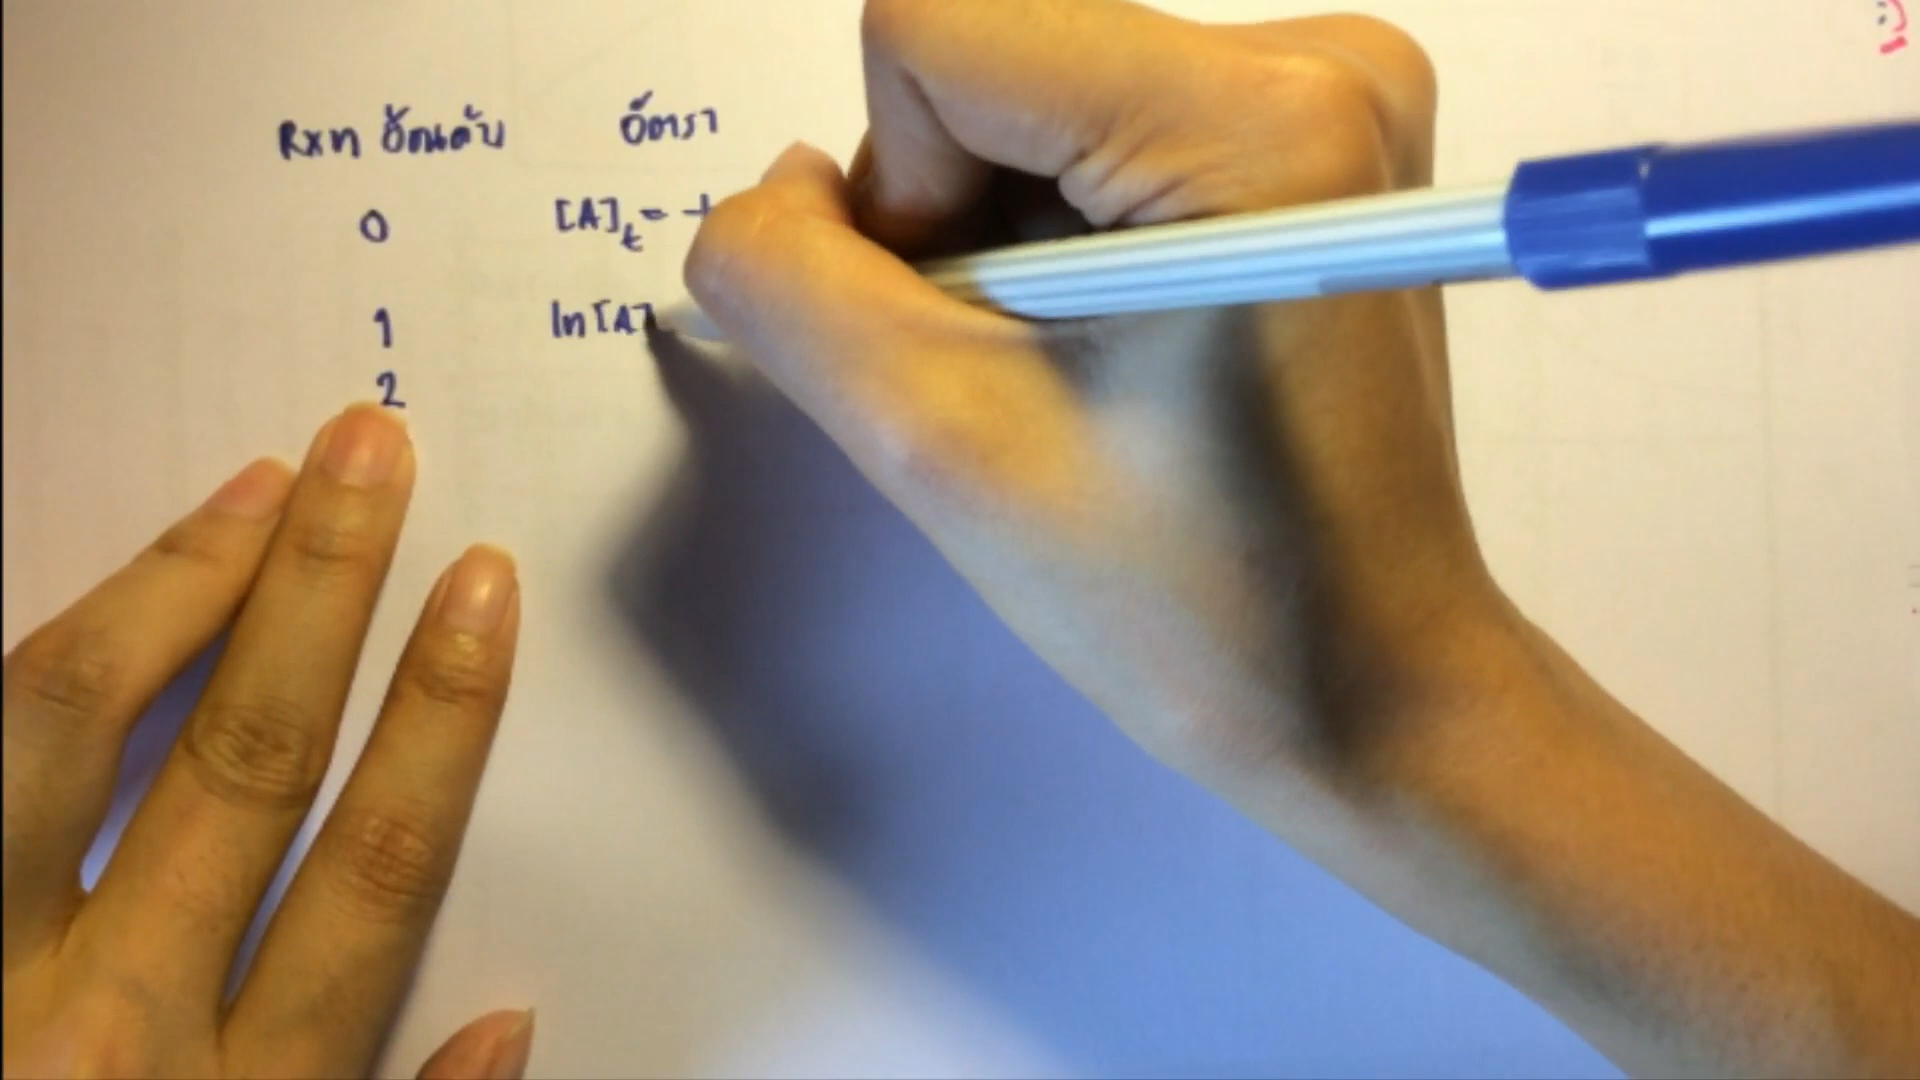 Rxn อันดับ อัตรา
0 [A]t = -
1 ln[A]
2
:)